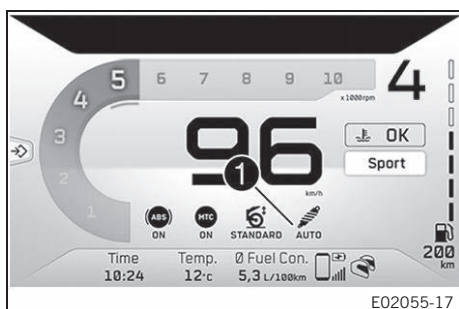 1 2 3 4 5 6 7 8 9 10
x1000rpm
4
96
km/h
OK
Sport
1
ABS MTC
ON ON STANDARD AUTO
200
km
Time Temp. Ø Fuel Con.
10:24 12°c 5,3 L/100km
E02055-17